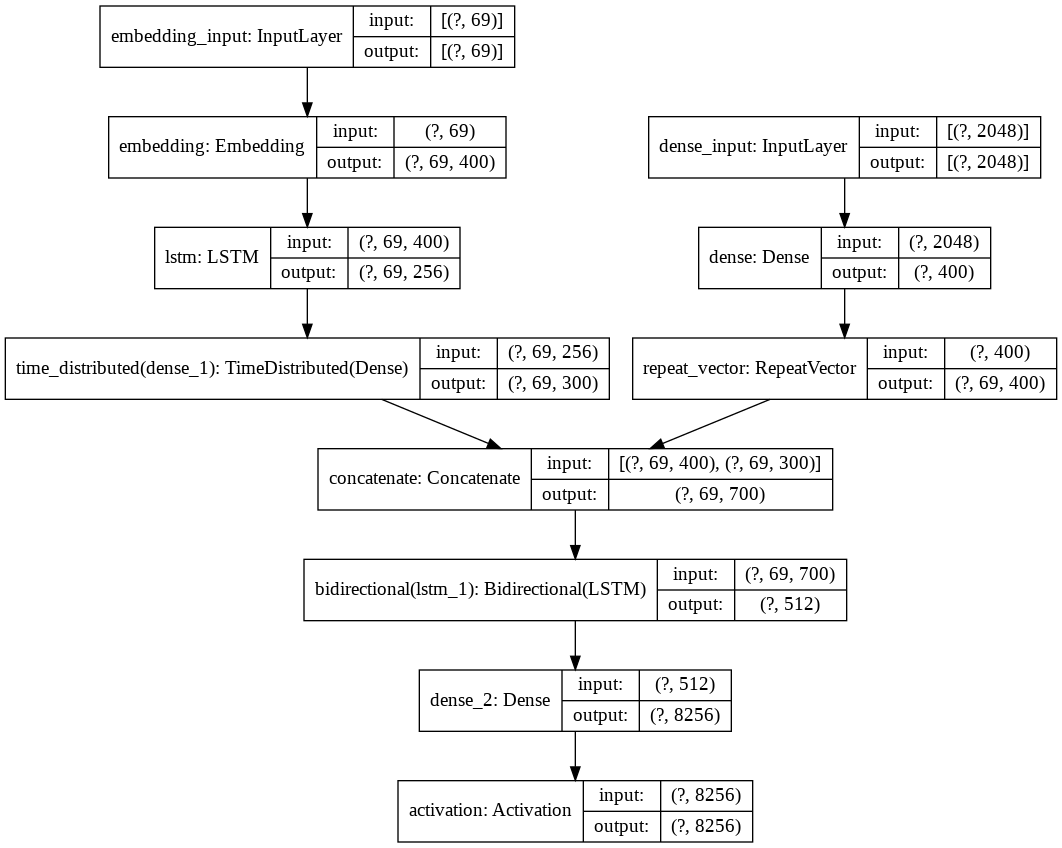 embedding_input: InputLayer
input:
[(?, 69)]
output:
[(?, 69)]
embedding: Embedding
input:
(?, 69)
output:
(?, 69, 400)
dense_input: InputLayer
input:
[(?, 2048)]
output:
[(?, 2048)]
lstm: LSTM
input:
(?, 69, 400)
output:
(?, 69, 256)
dense: Dense
input:
(?, 2048)
output:
(?, 400)
time_distributed(dense_1): TimeDistributed(Dense)
input:
(?, 69, 256)
output:
(?, 69, 300)
repeat_vector: RepeatVector
input:
(?, 400)
output:
(?, 69, 400)
concatenate: Concatenate
input:
[(?, 69, 400), (?, 69, 300)]
output:
(?, 69, 700)
bidirectional(lstm_1): Bidirectional(LSTM)
input:
(?, 69, 700)
output:
(?, 512)
dense_2: Dense
input:
(?, 512)
output:
(?, 8256)
activation: Activation
input:
(?, 8256)
output:
(?, 8256)